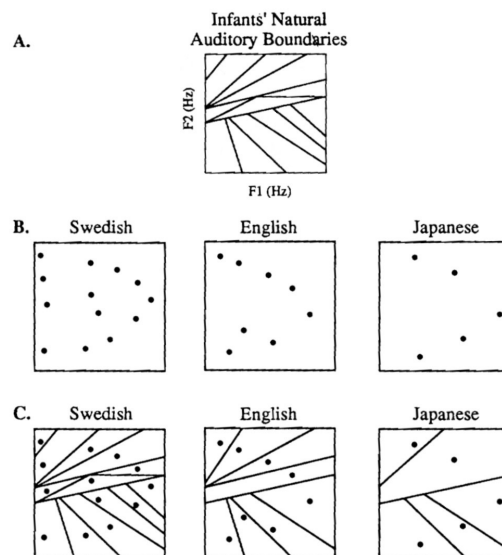 Infants' Natural
A. Auditory Boundaries
F2 (Hz)
F1 (Hz)
B. Swedish English Japanese
C. Swedish English Japanese